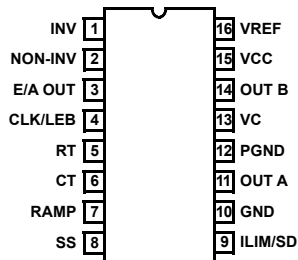 INV 1 16 VREF
NON-INV 2 15 VCC
E/A OUT 3 14 OUT B
CLK/LEB 4 13 VC
RT 5 12 PGND
CT 6 11 OUT A
RAMP 7 10 GND
SS 8 9 ILIM/SD